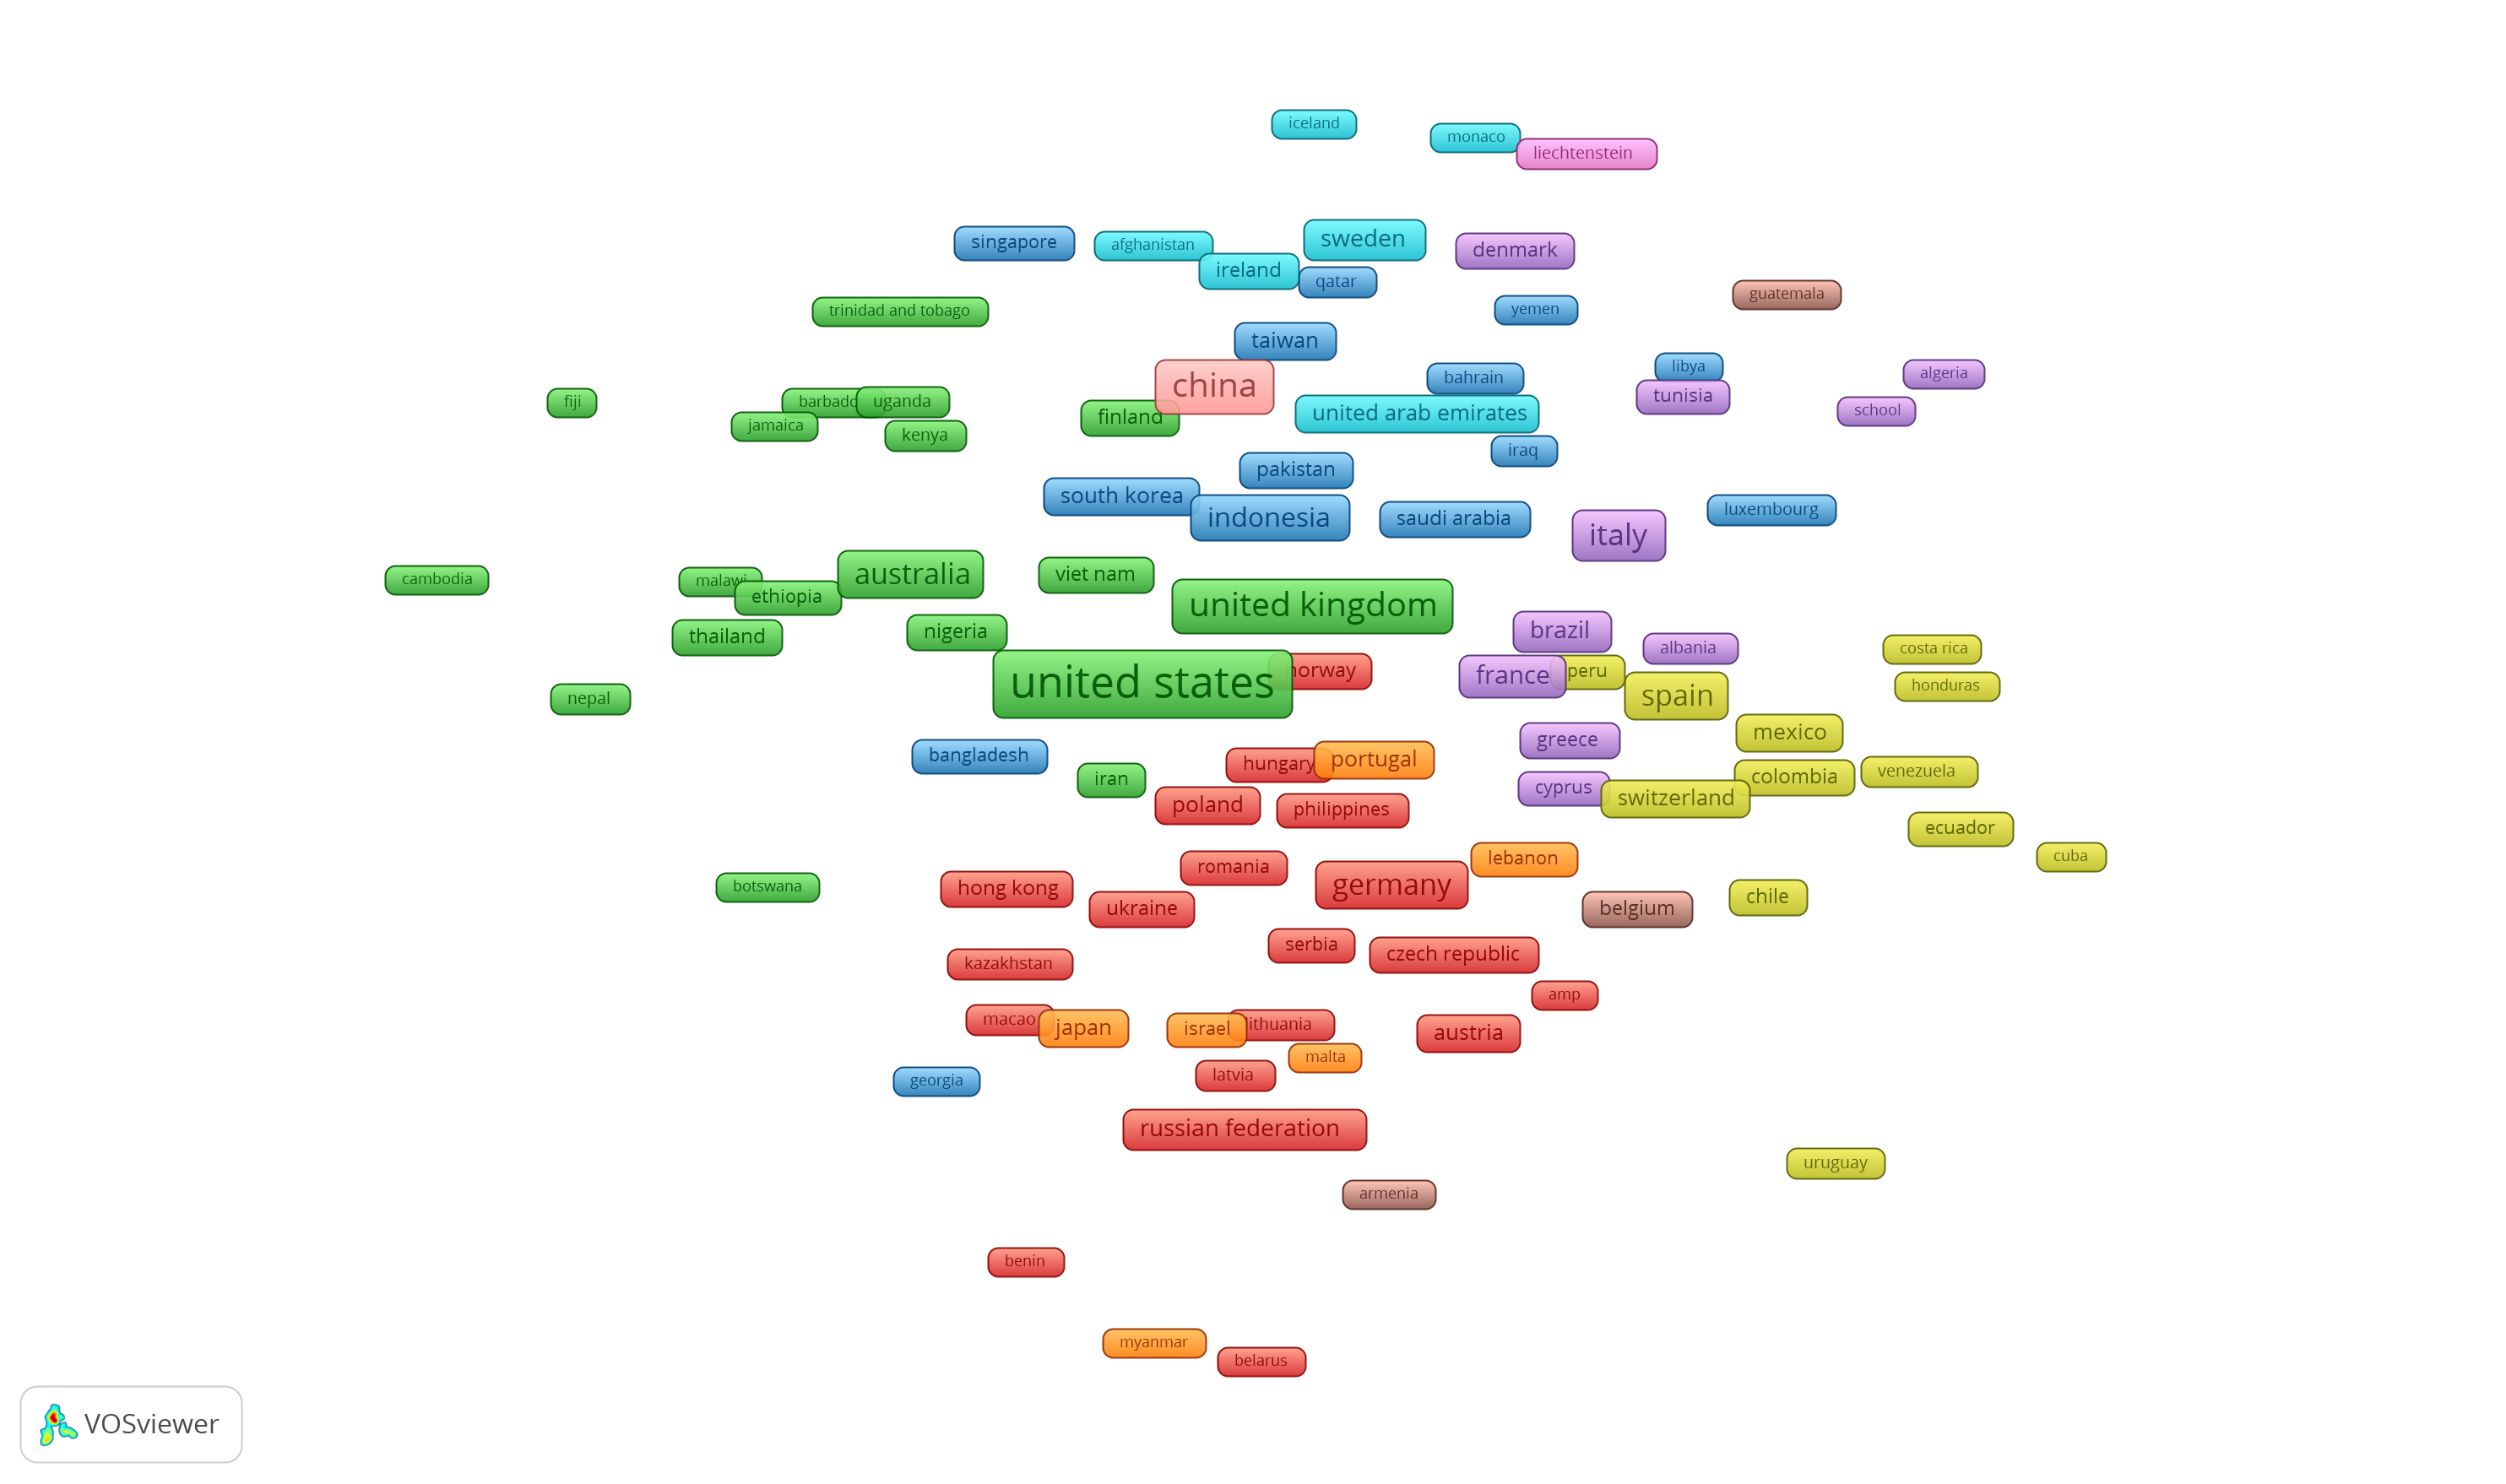 iceland
monaco
liechtenstein
singapore
afghanistan
sweden
denmark
ireland
qatar
guatemala
trinidad and tobago
yemen
taiwan
china
libya
bahrain
algeria
tunisia
fiji
uganda
jamaica
kenya
finland
united arab emirates
school
iraq
pakistan
south korea
indonesia
saudi arabia
luxembourg
italy
cambodia
malawi
ethiopia
australia
viet nam
united kingdom
thailand
nigeria
brazil
albania
costa rica
united states
norway
france
peru
spain
honduras
nepal
mexico
bangladesh
iran
hungary
portugal
greece
colombia
venezuela
poland
philippines
cyprus
switzerland
ecuador
cuba
botswana
hong kong
ukraine
romania
germany
lebanon
belgium
chile
kazakhstan
serbia
czech republic
amp
macao
japan
israel
lithuania
malta
austria
georgia
latvia
russian federation
uruguay
armenia
benin
myanmar
belarus
VOSviewer